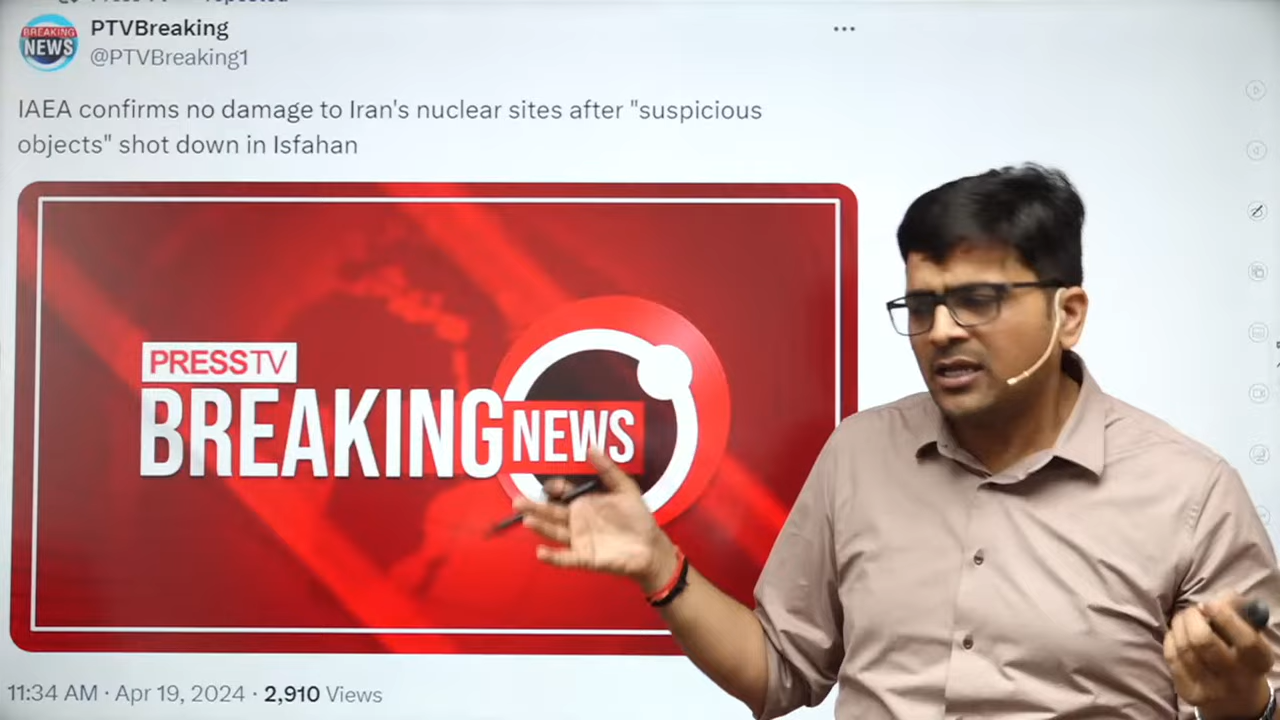 reposted
PTVBreaking
@PTVBreaking1
BREAKING
NEWS
IAEA confirms no damage to Iran's nuclear sites after "suspicious
objects" shot down in Isfahan
PRESSTV
BREAKING NEWS
11:34 AM · Apr 19, 2024 · 2,910 Views